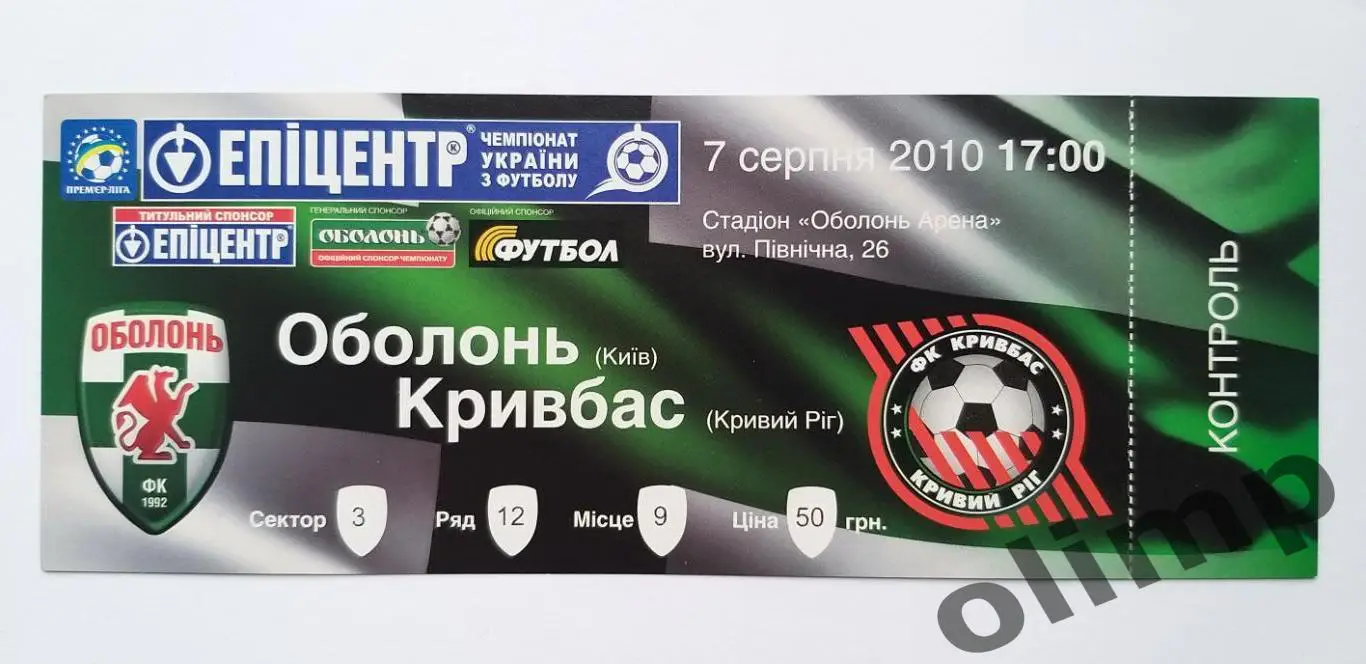 ПРЕМ'ЄР-ЛІГА
ЕПІЦЕНТР К
ЧЕМПІОНАТ
УКРАЇНИ
З ФУТБОЛУ
7 серпня 2010 17:00
ТИТУЛЬНИЙ СПОНСОР
ЕПІЦЕНТР К
ГЕНЕРАЛЬНИЙ СПОНСОР
ОБОЛОНЬ
ОФІЦІЙНИЙ СПОНСОР ЧЕМПІОНАТУ
ОФІЦІЙНИЙ СПОНСОР
ФУТБОЛ
Стадіон «Оболонь Арена»
вул. Північна, 26
ОБОЛОНЬ
ФК
1992
Оболонь (Київ)
Кривбас (Кривий Ріг)
ФК КРИВБАС
КРИВИЙ РІГ
Сектор 3 Ряд 12 Місце 9 Ціна 50 грн.
КОНТРОЛЬ
olimp